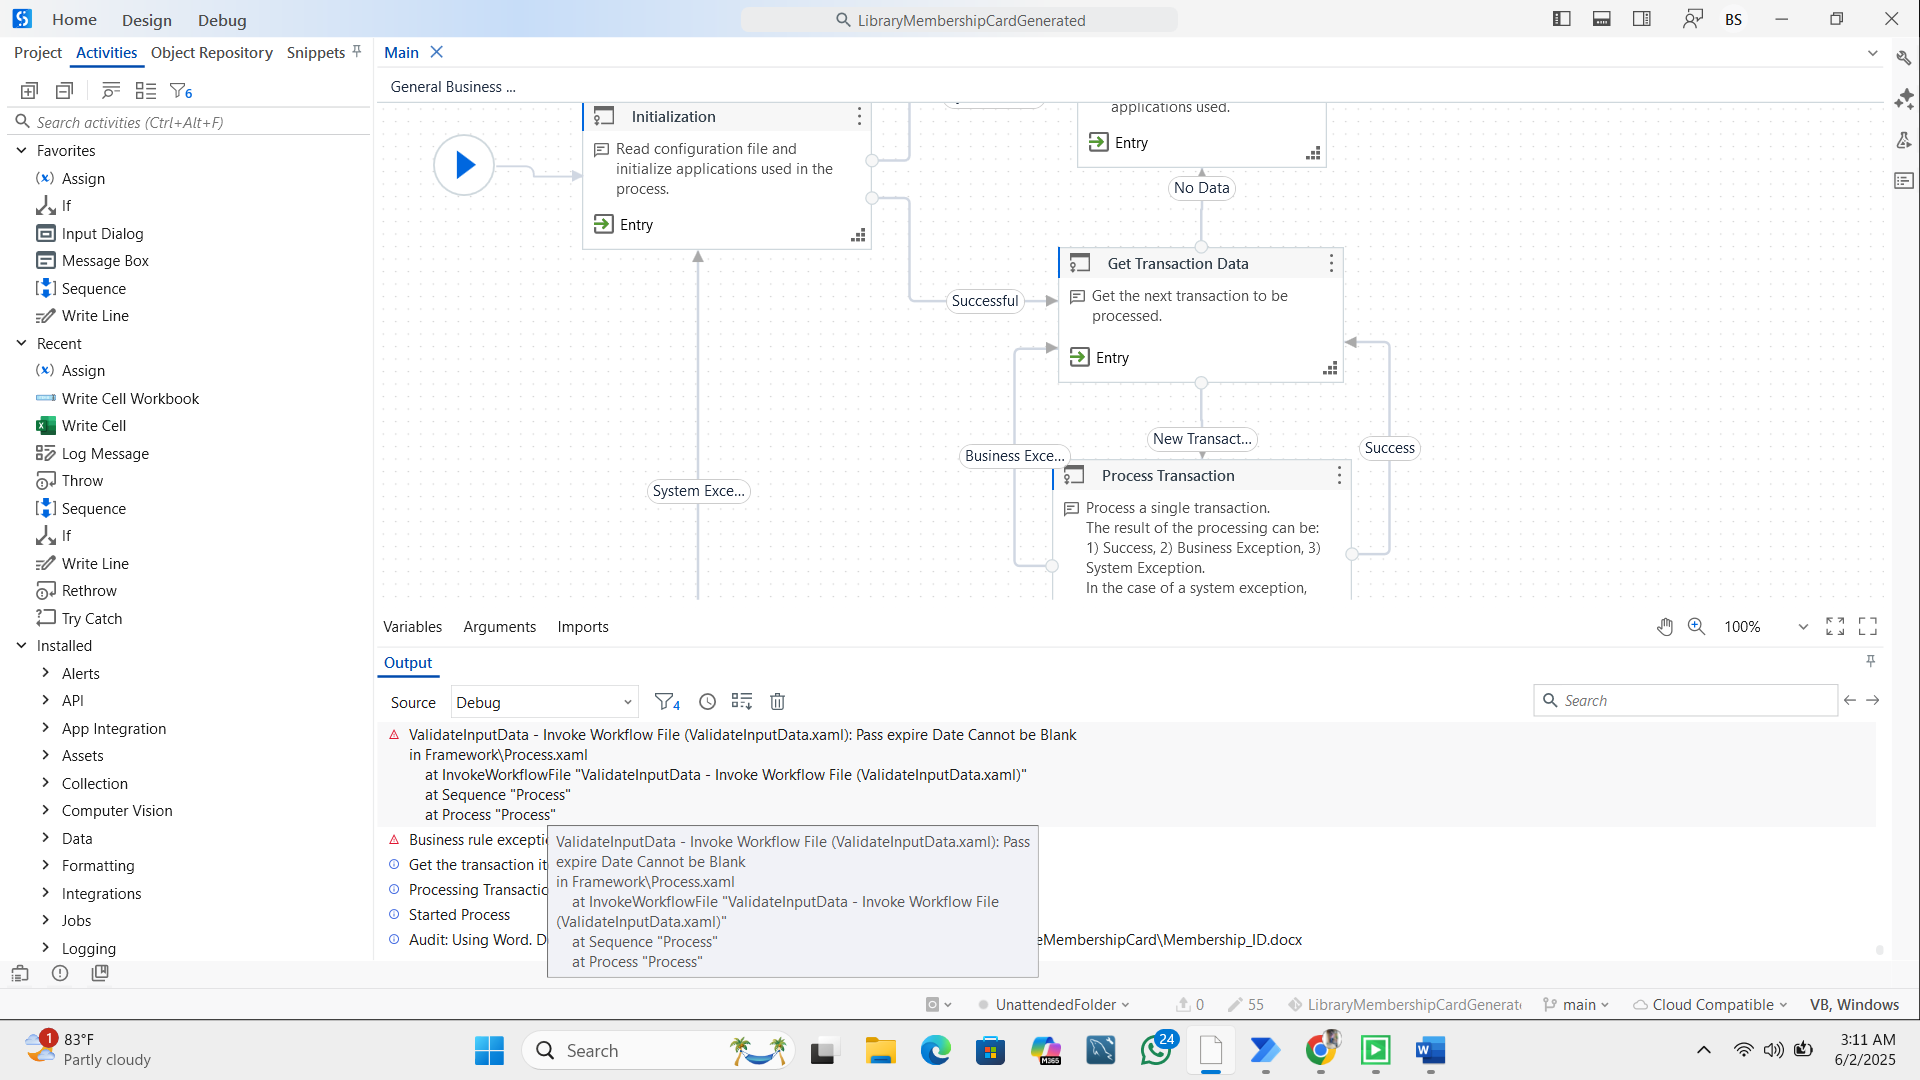 Home
Design
Debug
LibraryMembershipCardGenerated
BS
Project
Activities
Object Repository
Snippets
Main
6
General Business ...
Search activities (Ctrl+Alt+F)
Favorites
Assign
If
Input Dialog
Message Box
Sequence
Write Line
Recent
Assign
Write Cell Workbook
Write Cell
Log Message
Throw
Sequence
If
Write Line
Rethrow
Try Catch
Installed
Alerts
API
App Integration
Assets
Collection
Computer Vision
Data
Formatting
Integrations
Jobs
Logging
Initialization
Read configuration file and
initialize applications used in the
process.
Entry
applications used.
Entry
No Data
Get Transaction Data
Get the next transaction to be
processed.
Entry
Successful
New Transact...
Business Exce...
Success
System Exce...
Process Transaction
Process a single transaction.
The result of the processing can be:
1) Success, 2) Business Exception, 3)
System Exception.
In the case of a system exception,
Variables
Arguments
Imports
100%
Output
Source
Debug
4
Search
ValidateInputData - Invoke Workflow File (ValidateInputData.xaml): Pass expire Date Cannot be Blank
in Framework\Process.xaml
at InvokeWorkflowFile "ValidateInputData - Invoke Workflow File (ValidateInputData.xaml)"
at Sequence "Process"
at Process "Process"
Business rule excepti
Get the transaction it
Processing Transactio
Started Process
Audit: Using Word. D
eMembershipCard\Membership_ID.docx
ValidateInputData - Invoke Workflow File (ValidateInputData.xaml): Pass
expire Date Cannot be Blank
in Framework\Process.xaml
at InvokeWorkflowFile "ValidateInputData - Invoke Workflow File
(ValidateInputData.xaml)"
at Sequence "Process"
at Process "Process"
UnattendedFolder
0
55
LibraryMembershipCardGenerat
main
Cloud Compatible
VB, Windows
1
83°F
Partly cloudy
Search
M365
24
3:11 AM
6/2/2025